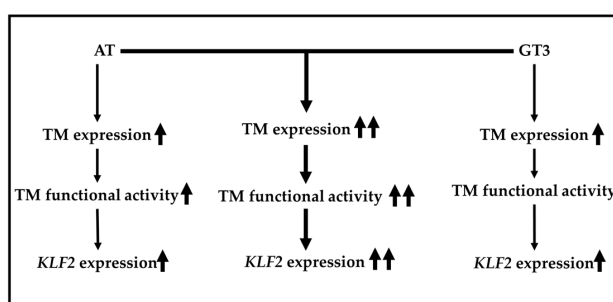 AT GT3
TM expression TM expression TM expression
TM functional activity TM functional activity TM functional activity
KLF2 expression KLF2 expression KLF2 expression